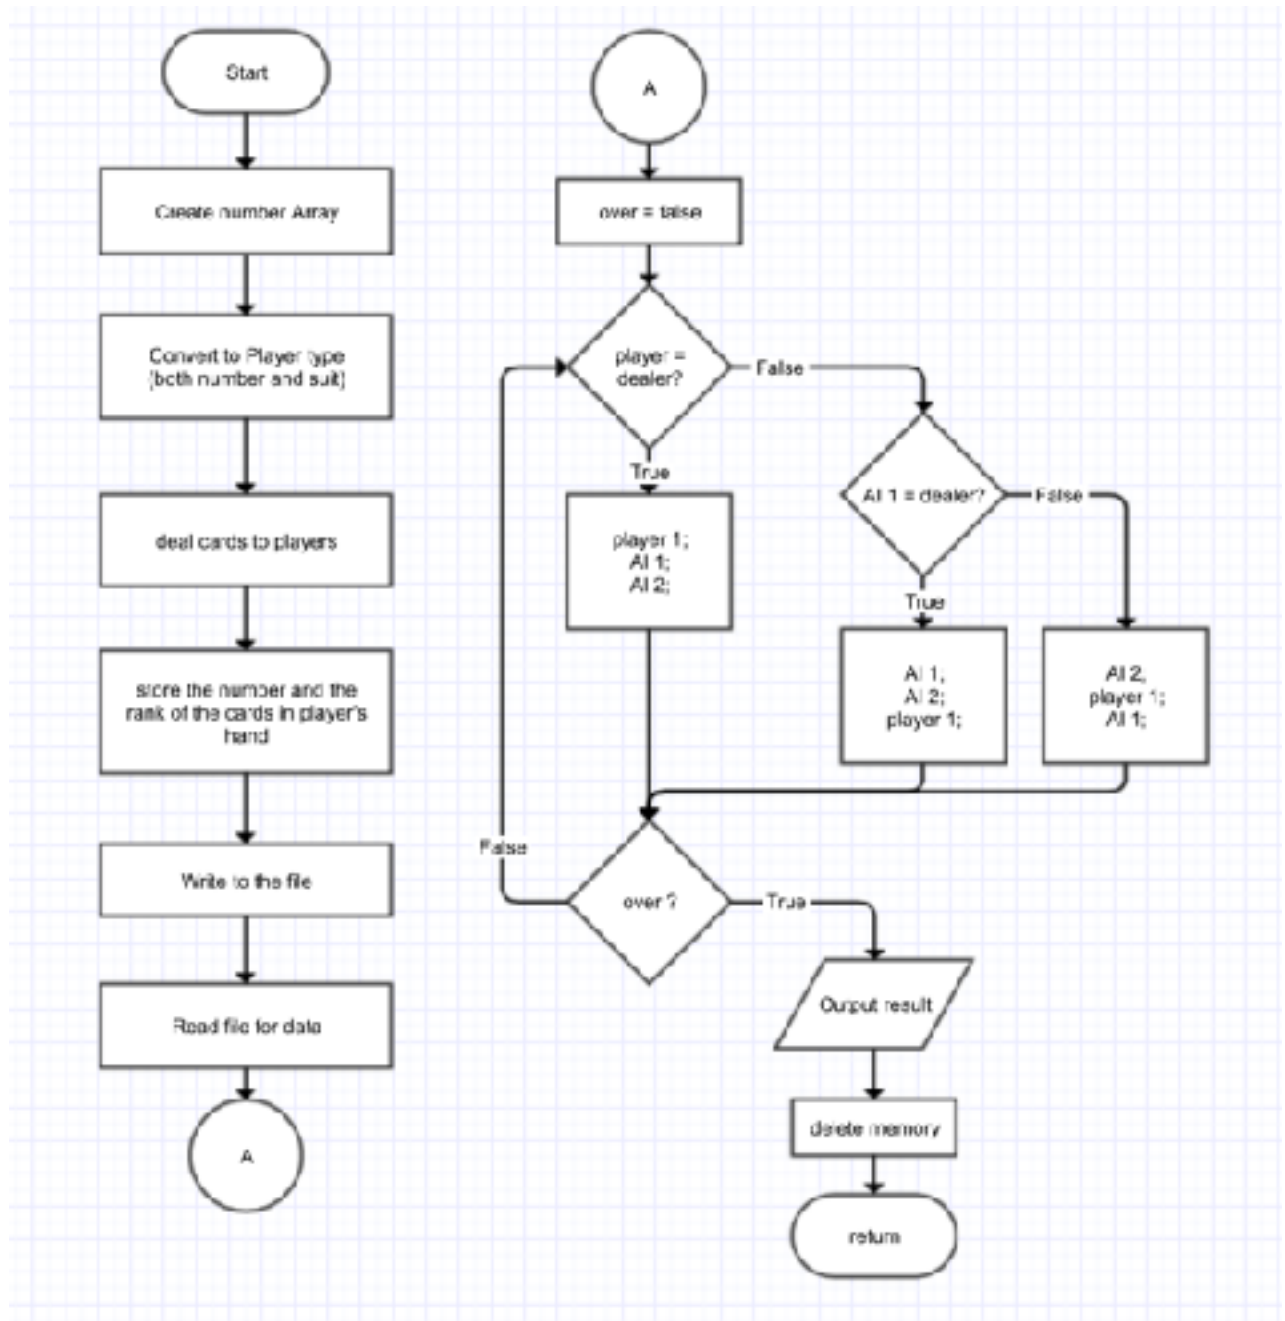 Start
Create number Array
Convert to Player type
(both number and suit)
deal cards to players
store the number and the
rank of the cards in player's
hand
Write to the file
Read file for data
A
A
over = false
player =
dealer?
False
True
player 1;
AI 1;
AI 2;
AI 1 = dealer?
False
True
AI 1;
AI 2;
player 1;
AI 2;
player 1;
AI 1;
False
over ?
True
Output result
delete memory
return